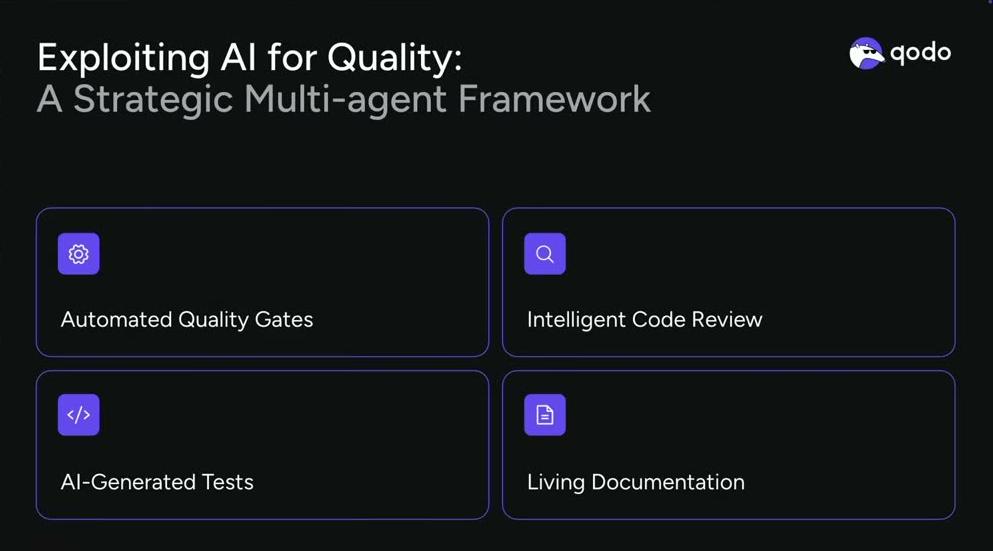 Exploiting AI for Quality:
A Strategic Multi-agent Framework
qodo
Automated Quality Gates
Intelligent Code Review
</>
AI-Generated Tests
Living Documentation